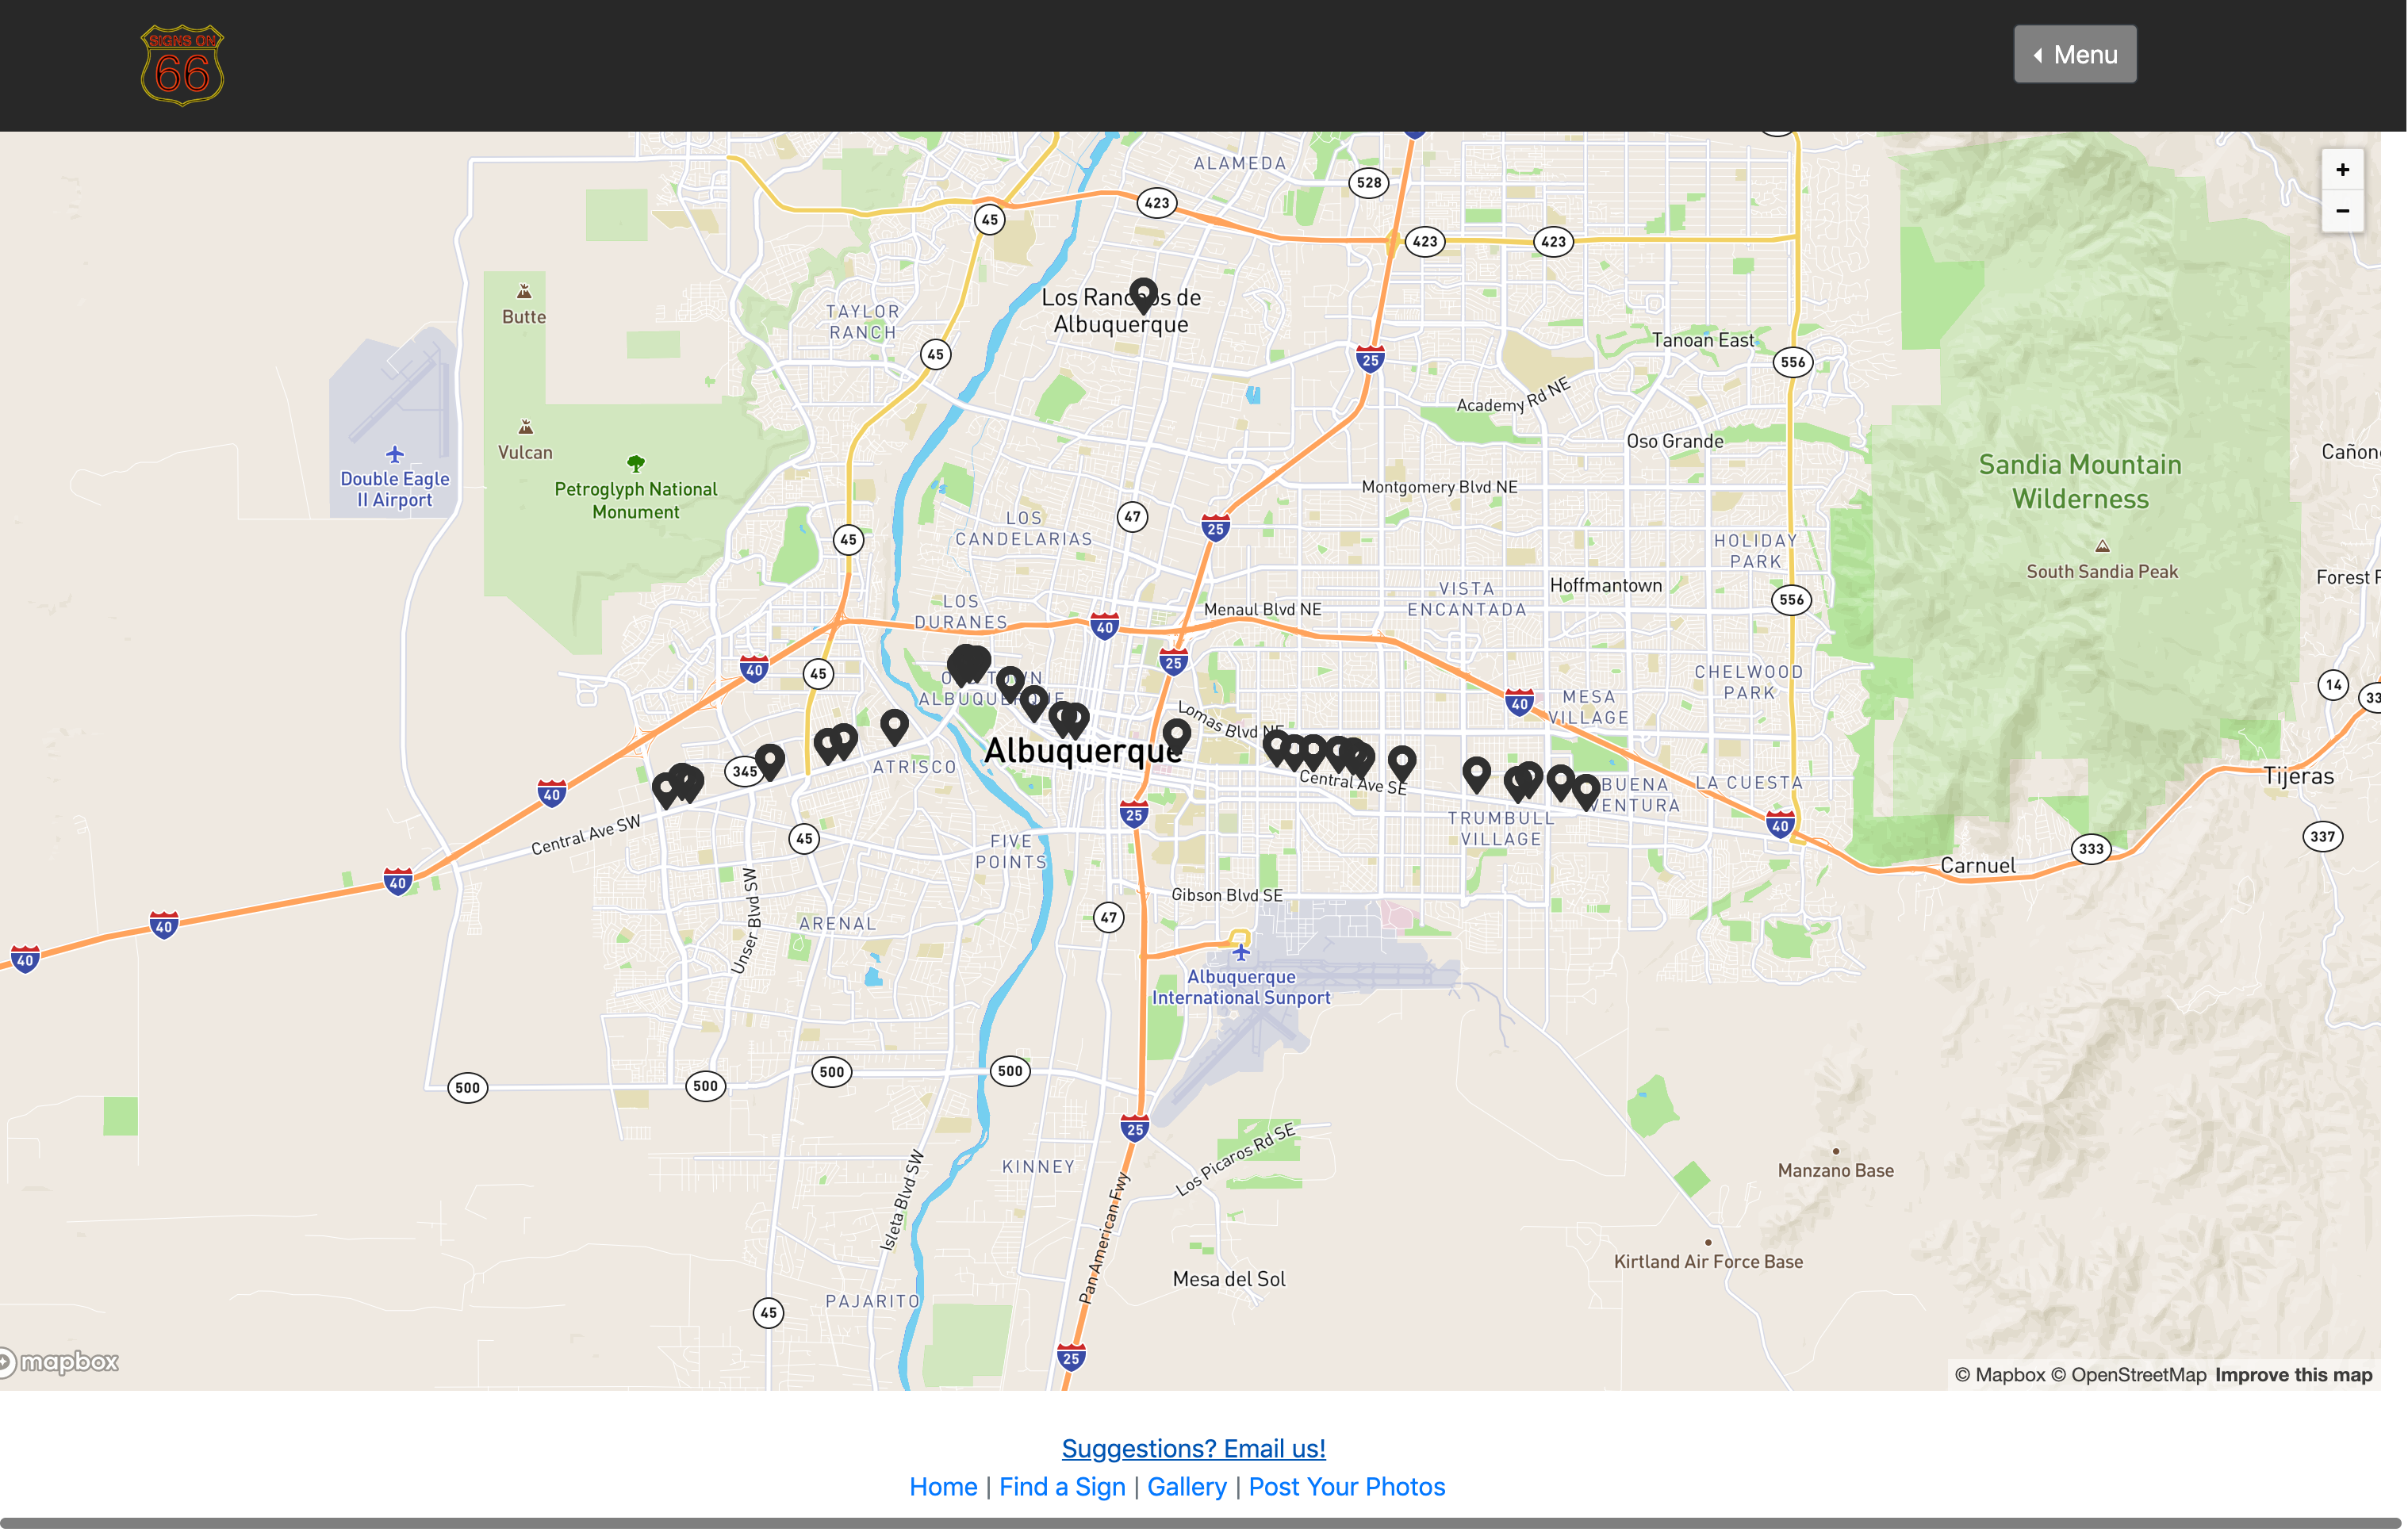 SIGNS ON
66
Menu
ALAMEDA
528
423
45
423
423
+
−
Los Ranchos de
Albuquerque
Butte
TAYLOR
RANCH
45
25
Tanoan East
556
Academy Rd NE
Vulcan
Oso Grande
Double Eagle
II Airport
Petroglyph National
Monument
Sandia Mountain
Wilderness
Montgomery Blvd NE
LOS
CANDELARIAS
47
25
45
HOLIDAY
PARK
South Sandia Peak
Hoffmantown
VISTA
ENCANTADA
LOS
DURANES
Menaul Blvd NE
40
556
40
45
25
OLD TOWN
ALBUQUERQUE
CHELWOOD
PARK
14
MESA
VILLAGE
40
Lomas Blvd NE
Albuquerque
ATRISCO
345
Central Ave SE
BUENA
VENTURA
LA CUESTA
Tijeras
40
25
TRUMBULL
VILLAGE
40
337
Central Ave SW
45
FIVE
POINTS
333
Carnuel
40
Gibson Blvd SE
Unser Blvd SW
ARENAL
47
40
40
Albuquerque
International Sunport
500
500
500
500
25
Los Picaros Rd SE
KINNEY
Isleta Blvd SW
Pan American Fwy
Manzano Base
Kirtland Air Force Base
Mesa del Sol
PAJARITO
45
25
mapbox
© Mapbox © OpenStreetMap Improve this map
Suggestions? Email us!
Home | Find a Sign | Gallery | Post Your Photos